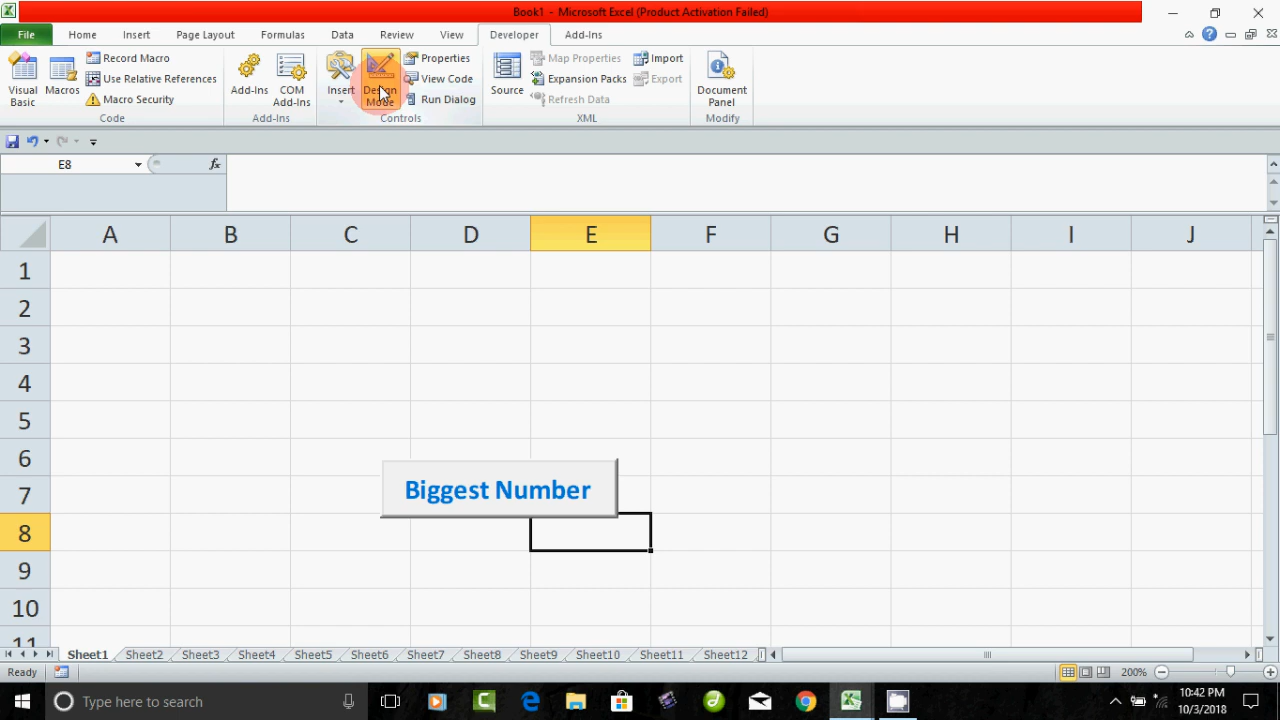 Book1 - Microsoft Excel (Product Activation Failed)
File Home Insert Page Layout Formulas Data Review View Developer Add-Ins
Visual Basic
Macros
Record Macro
Use Relative References
Macro Security
Code
Add-Ins
COM Add-Ins
Add-Ins
Insert
Design Mode
Properties
View Code
Run Dialog
Controls
Source
Map Properties
Expansion Packs
Refresh Data
Import
Export
XML
Document Panel
Modify
E8 fx
A B C D E F G H I J
1
2
3
4
5
6
7
Biggest Number
8
9
10
11
Sheet1 Sheet2 Sheet3 Sheet4 Sheet5 Sheet6 Sheet7 Sheet8 Sheet9 Sheet10 Sheet11 Sheet12
Ready 200%
Type here to search
10:42 PM
10/3/2018